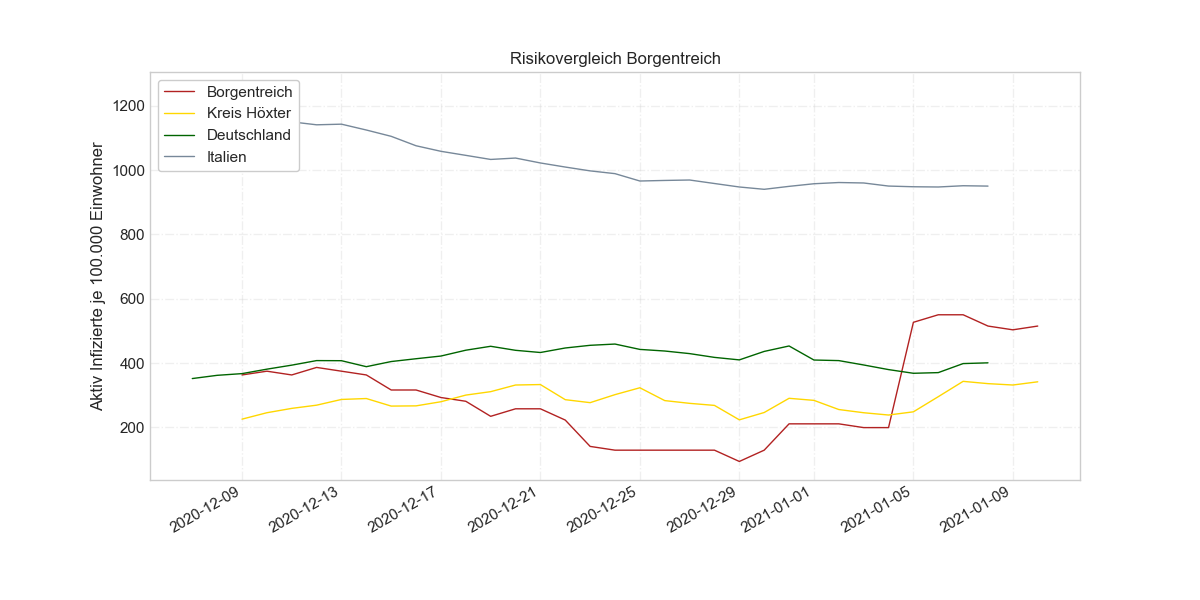 Risikovergleich Borgentreich
Borgentreich
Kreis Höxter
Deutschland
Italien
Aktiv Infizierte je 100.000 Einwohner
1200
1000
800
600
400
200
2020-12-09
2020-12-13
2020-12-17
2020-12-21
2020-12-25
2020-12-29
2021-01-01
2021-01-05
2021-01-09